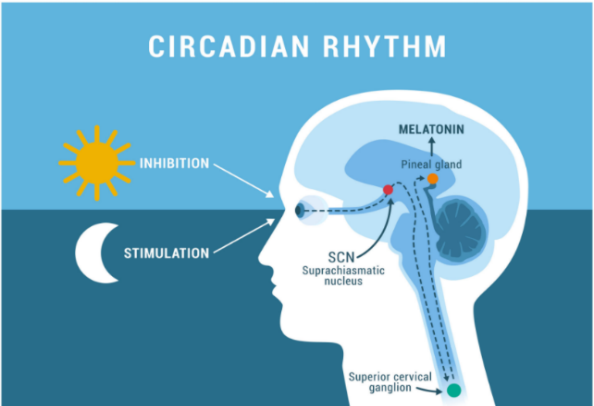 CIRCADIAN RHYTHM
INHIBITION
STIMULATION
MELATONIN
Pineal gland
SCN
Suprachiasmatic
nucleus
Superior cervical
ganglion